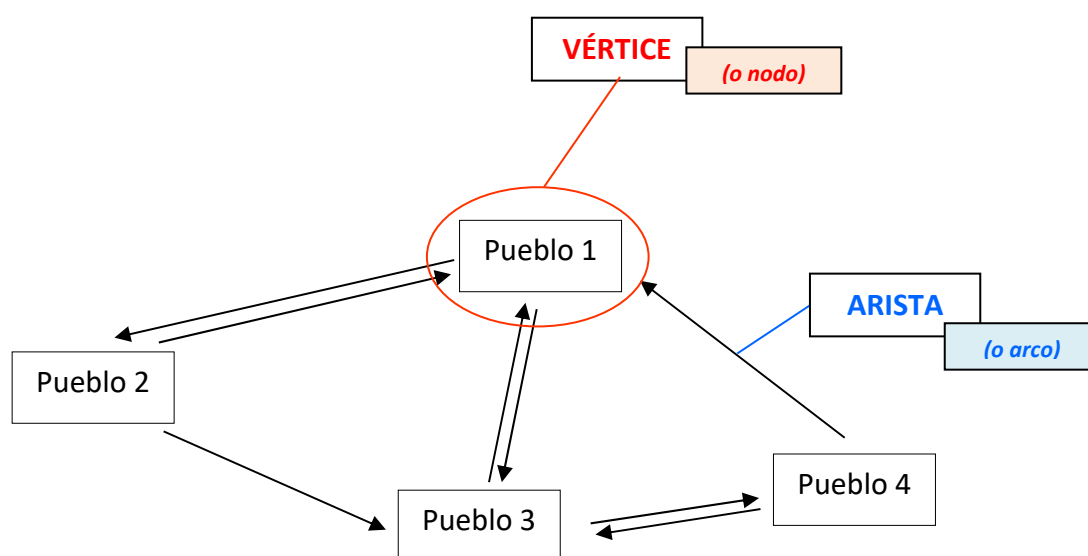 VÉRTICE
(o nodo)
Pueblo 1
ARISTA
(o arco)
Pueblo 2
Pueblo 4
Pueblo 3